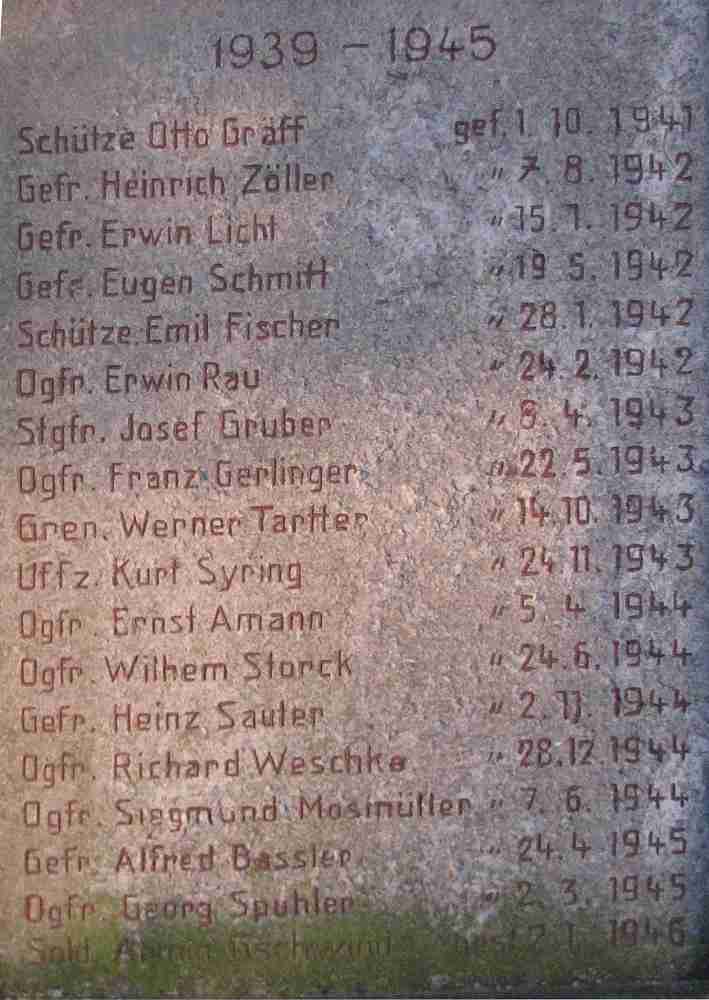 1939 – 1945
Schütze Otto Gräff gef. 1. 10. 1941
Gefr. Heinrich Zöller " 7. 8. 1942
Gefr. Erwin Licht " 15. 1. 1942
Gefr. Eugen Schmitt " 19 5. 1942
Schütze Emil Fischer " 28. 1. 1942
Ogfr. Erwin Rau " 24. 2. 1942
Stgfr. Josef Gruber " 8. 4. 1943
Ogfr. Franz Gerlinger " 22. 5. 1943
Gren. Werner Tartter " 14. 10. 1943
Uffz. Kurt Syring " 24. 11. 1943
Ogfr. Ernst Amann " 5. 4 1944
Ogfr. Wilhem Storck " 24. 6. 1944
Gefr. Heinz Sauter " 2. 11. 1944
Ogfr. Richard Weschke " 28. 12. 1944
Ogfr. Siegmund Mosmüller " 7. 6. 1944
Gefr. Alfred Bassler " 24. 4 1945
Ogfr. Georg Spuhler " 2. 3. 1945
Sold. Gschwind 1946